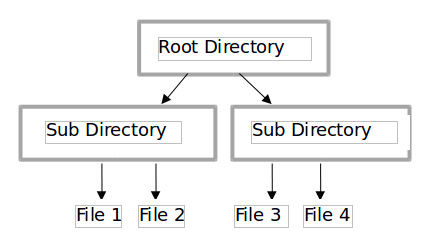 Root Directory
Sub Directory
Sub Directory
File 1
File 2
File 3
File 4